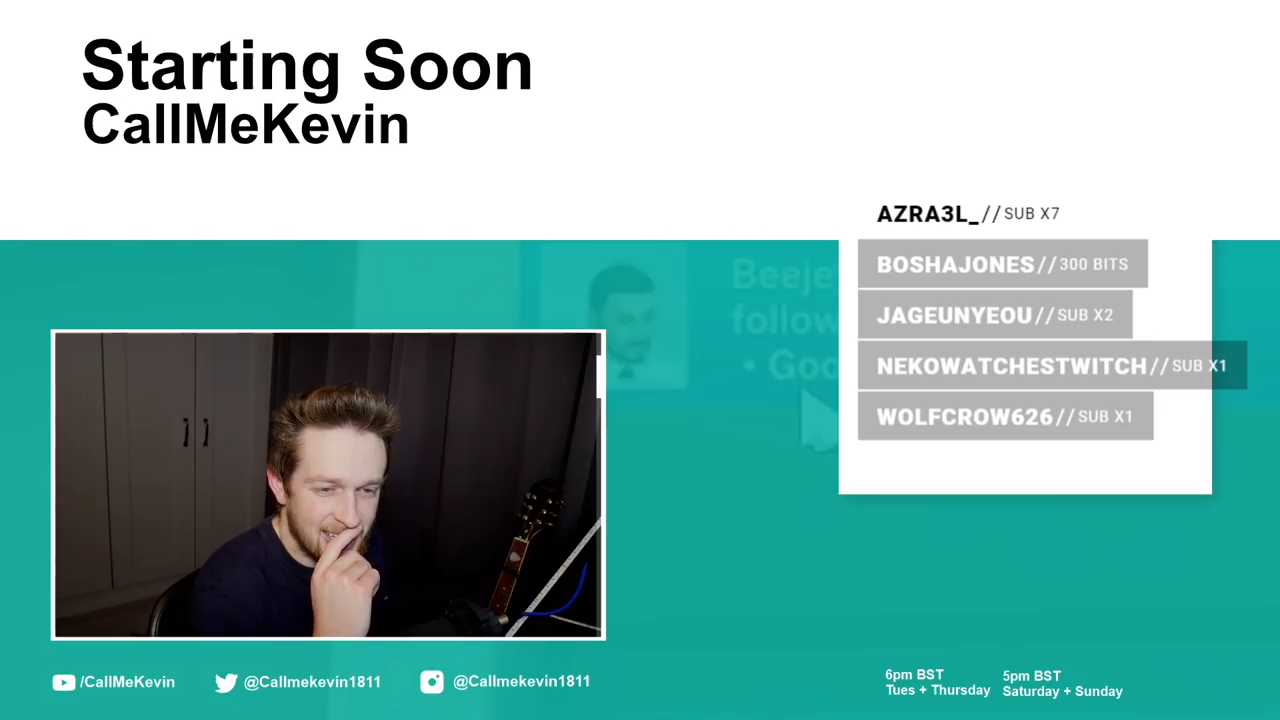 Starting Soon
CallMeKevin
AZRA3L_//SUB X7
BOSHAJONES//300 BITS
JAGEUNYEOU//SUB X2
NEKOWATCHESTWITCH//SUB X1
WOLFCROW626//SUB X1
follow
/CallMeKevin
@Callmekevin1811
@Callmekevin1811
6pm BST
Tues + Thursday
5pm BST
Saturday + Sunday